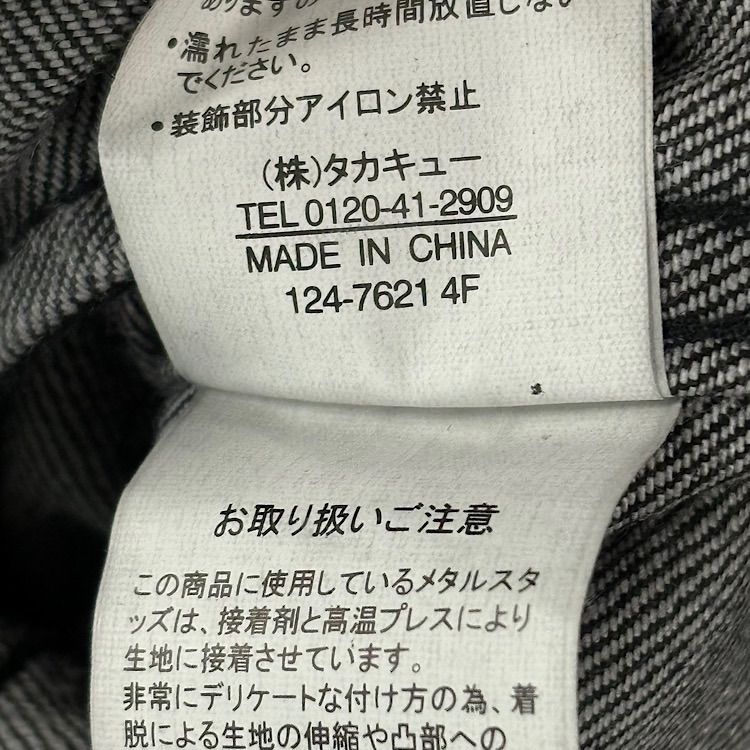 ありますの
・濡れたまま長時間放置しない
でください。
・装飾部分アイロン禁止
(株)タカキュー
TEL 0120-41-2909
MADE IN CHINA
124-7621 4F
お取り扱いご注意
この商品に使用しているメタルスタ
ッズは、接着剤と高温プレスにより
生地に接着させています。
非常にデリケートな付け方の為、着
脱による生地の伸縮や凸部への